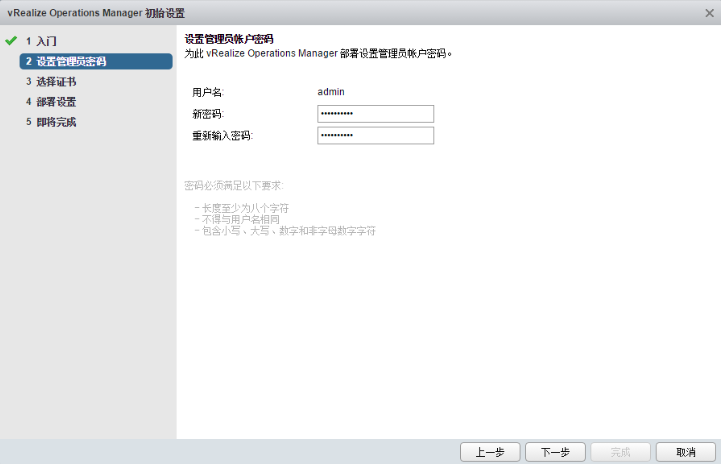 vRealize Operations Manager 初始设置
1 入门
2 设置管理员密码
3 选择证书
4 部署设置
5 即将完成
设置管理员帐户密码
为此 vRealize Operations Manager 部署设置管理员帐户密码。
用户名: admin
新密码: ••••••••••
重新输入密码: ••••••••••
密码必须满足以下要求:
- 长度至少为八个字符
- 不得与用户名相同
- 包含小写、大写、数字和非字母数字字符
上一步 下一步 完成 取消